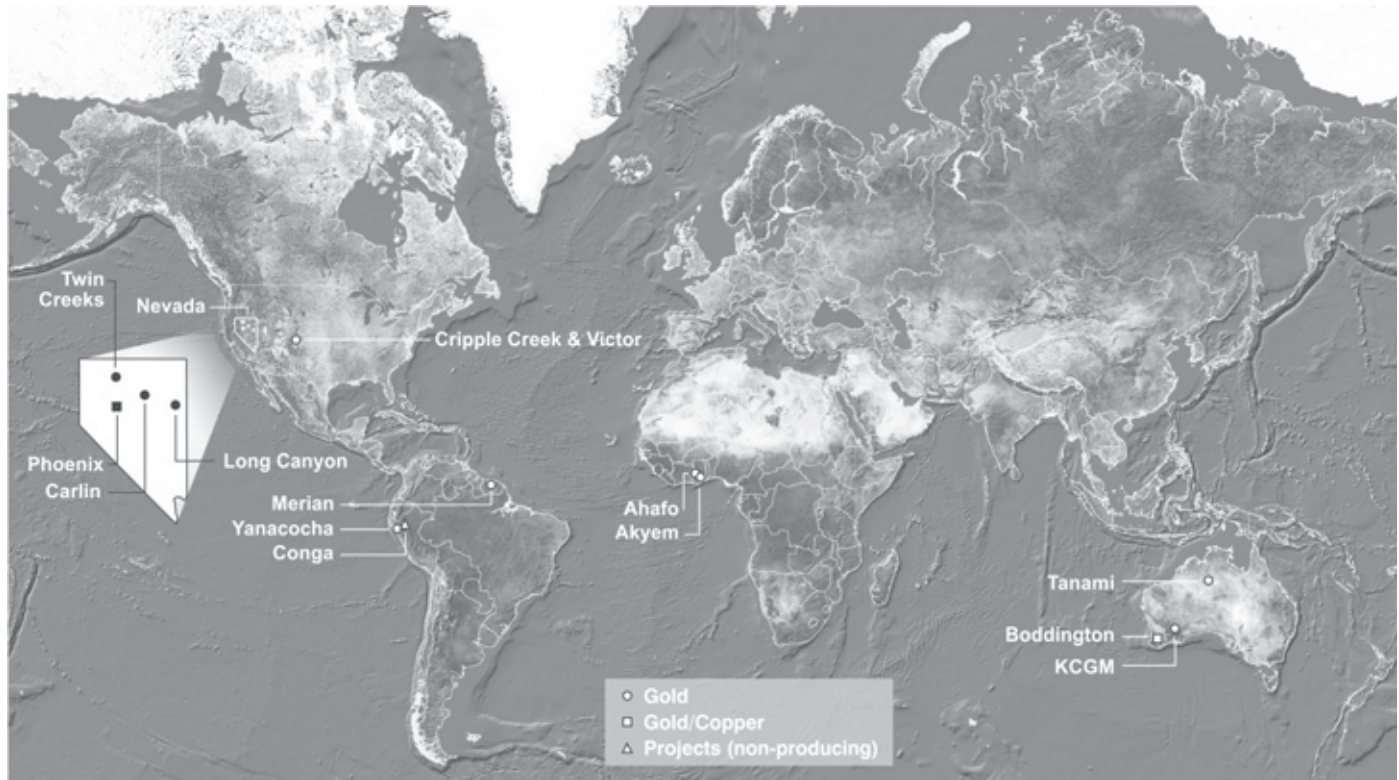 Twin
Creeks
Nevada
Cripple Creek & Victor
Phoenix
Carlin
Long Canyon
Merian
Yanacocha
Conga
Ahafo
Akyem
Tanami
Boddington
KCGM
Gold
Gold/Copper
Projects (non-producing)